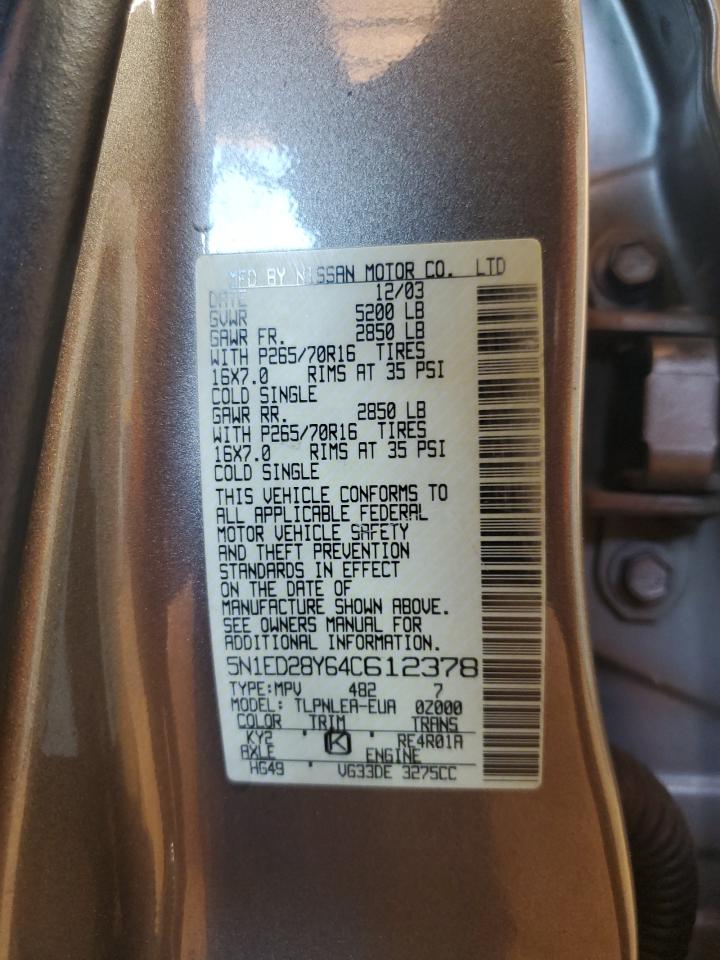 MFD BY NISSAN MOTOR CO. LTD
DATE 12/03
GVWR 5200 LB
GAWR FR. 2850 LB
WITH P265/70R16 TIRES
16X7.0 RIMS AT 35 PSI
COLD SINGLE
GAWR RR. 2850 LB
WITH P265/70R16 TIRES
16X7.0 RIMS AT 35 PSI
COLD SINGLE
THIS VEHICLE CONFORMS TO
ALL APPLICABLE FEDERAL
MOTOR VEHICLE SAFETY
AND THEFT PREVENTION
STANDARDS IN EFFECT
ON THE DATE OF
MANUFACTURE SHOWN ABOVE.
SEE OWNERS MANUAL FOR
ADDITIONAL INFORMATION.
5N1ED28Y64C612378
TYPE:MPV 482 7
MODEL: TLPNLEA-EUA 0Z000
COLOR TRIM TRANS
KY2 K RE4R01A
AXLE ENGINE
HG49 VG33DE 3275CC